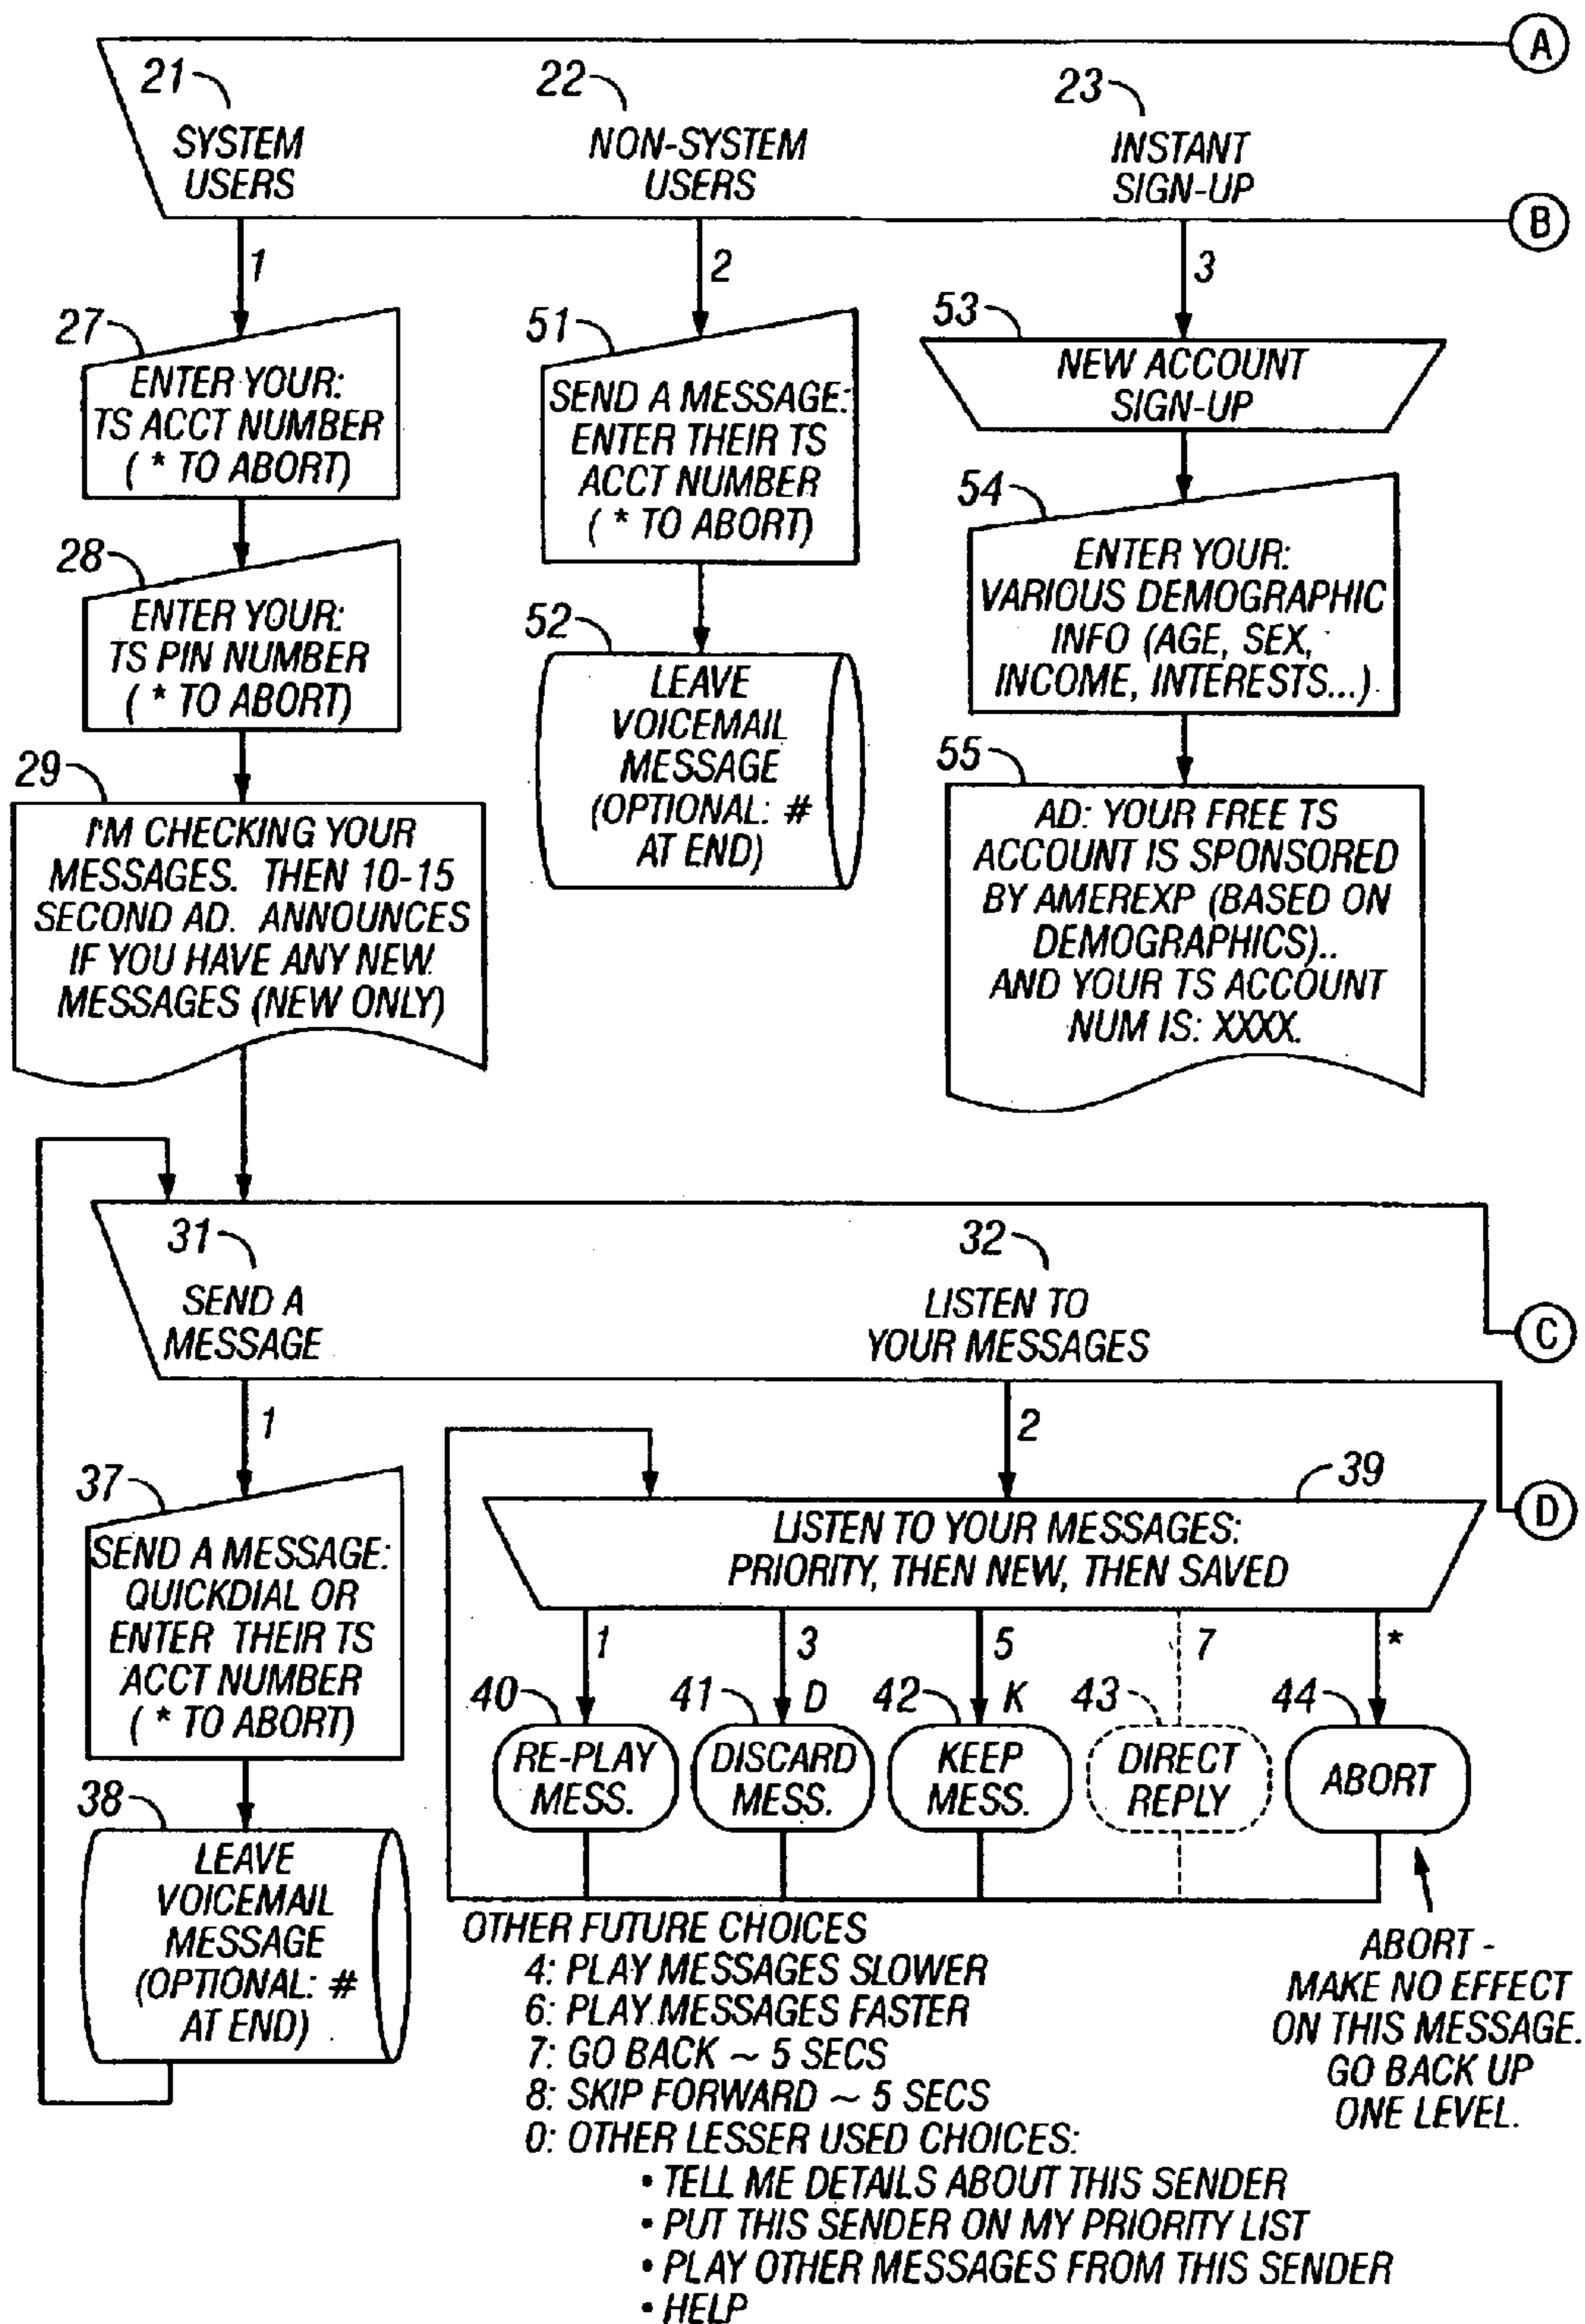 A
21
22
23
SYSTEM
USERS
NON-SYSTEM
USERS
INSTANT
SIGN-UP
B
1
2
3
27
ENTER YOUR:
TS ACCT NUMBER
( * TO ABORT)
51
SEND A MESSAGE:
ENTER THEIR TS
ACCT NUMBER
( * TO ABORT)
53
NEW ACCOUNT
SIGN-UP
28
ENTER YOUR:
TS PIN NUMBER
( * TO ABORT)
52
LEAVE
VOICEMAIL
MESSAGE
(OPTIONAL: #
AT END)
54
ENTER YOUR:
VARIOUS DEMOGRAPHIC
INFO (AGE, SEX,
INCOME, INTERESTS...)
29
I'M CHECKING YOUR
MESSAGES. THEN 10-15
SECOND AD. ANNOUNCES
IF YOU HAVE ANY NEW
MESSAGES (NEW ONLY)
55
AD: YOUR FREE TS
ACCOUNT IS SPONSORED
BY AMEREXP (BASED ON
DEMOGRAPHICS)..
AND YOUR TS ACCOUNT
NUM IS: XXXX.
31
32
SEND A
MESSAGE
LISTEN TO
YOUR MESSAGES
C
1
2
D
37
SEND A MESSAGE:
QUICKDIAL OR
ENTER THEIR TS
ACCT NUMBER
( * TO ABORT)
39
LISTEN TO YOUR MESSAGES:
PRIORITY, THEN NEW, THEN SAVED
1
3
5
7
*
40
41
D
42
K
43
44
RE-PLAY
MESS.
DISCARD
MESS.
KEEP
MESS.
DIRECT
REPLY
ABORT
38
LEAVE
VOICEMAIL
MESSAGE
(OPTIONAL: #
AT END)
OTHER FUTURE CHOICES
4: PLAY MESSAGES SLOWER
6: PLAY MESSAGES FASTER
7: GO BACK ~ 5 SECS
8: SKIP FORWARD ~ 5 SECS
0: OTHER LESSER USED CHOICES:
• TELL ME DETAILS ABOUT THIS SENDER
• PUT THIS SENDER ON MY PRIORITY LIST
• PLAY OTHER MESSAGES FROM THIS SENDER
• HELP
ABORT -
MAKE NO EFFECT
ON THIS MESSAGE.
GO BACK UP
ONE LEVEL.